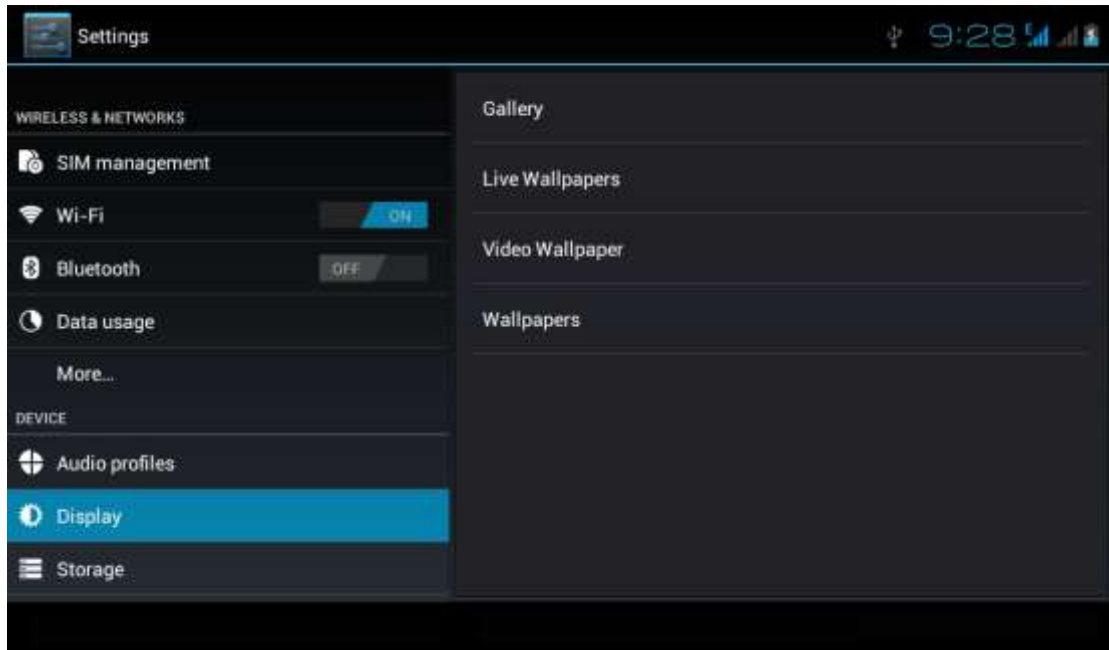 Settings
9:28
WIRELESS & NETWORKS
SIM management
Wi-Fi
ON
Bluetooth
OFF
Data usage
More...
DEVICE
Audio profiles
Display
Storage
Gallery
Live Wallpapers
Video Wallpaper
Wallpapers